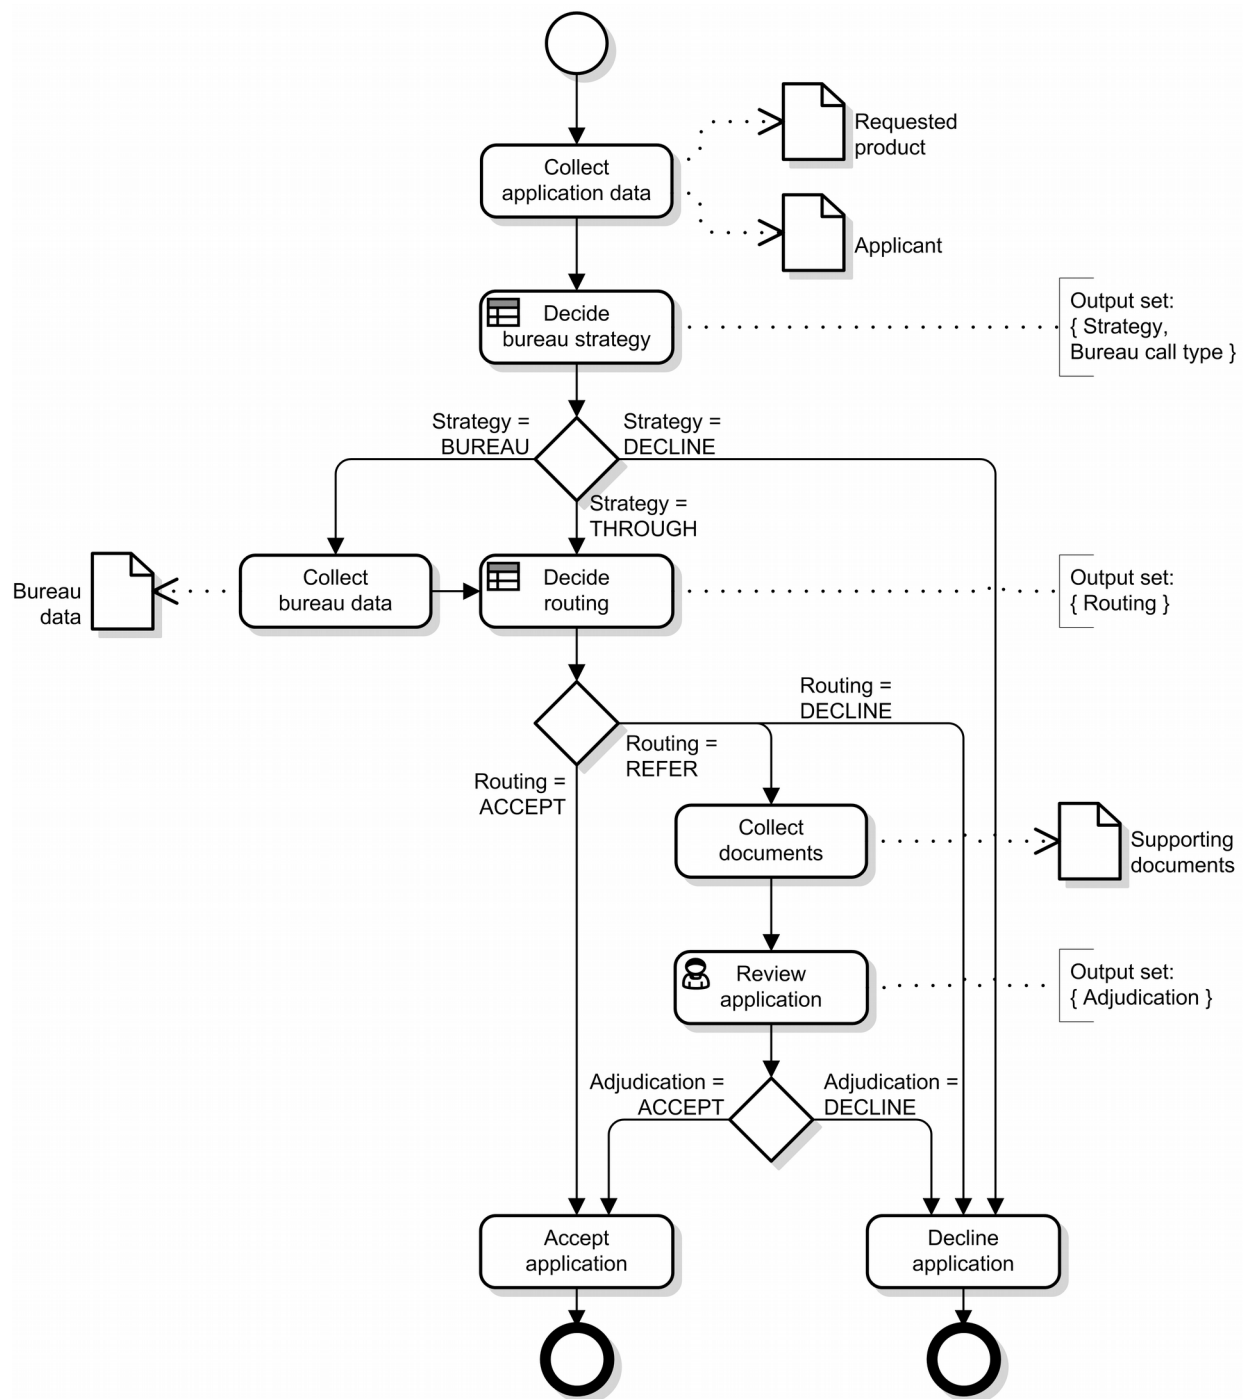 Requested
product
Collect
application data
Applicant
Decide
bureau strategy
Output set:
{ Strategy,
Bureau call type }
Strategy =
BUREAU
Strategy =
DECLINE
Strategy =
THROUGH
Bureau
data
Collect
bureau data
Decide
routing
Output set:
{ Routing }
Routing =
DECLINE
Routing =
REFER
Routing =
ACCEPT
Collect
documents
Supporting
documents
Review
application
Output set:
{ Adjudication }
Adjudication =
ACCEPT
Adjudication =
DECLINE
Accept
application
Decline
application